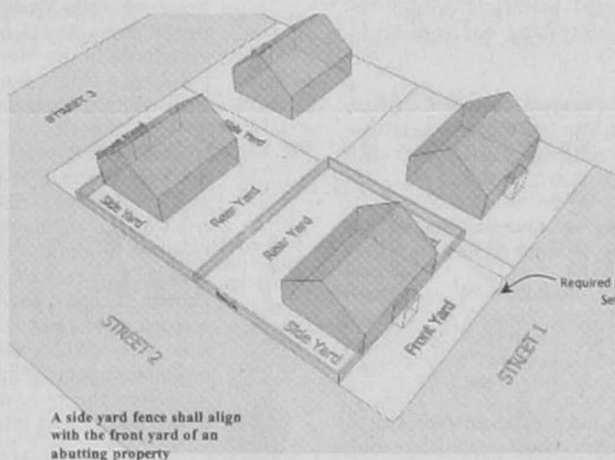 STREET 3
Side Yard
Side Yard
Rear Yard
Rear Yard
Side Yard
Front Yard
STREET 2
STREET 1
Required
A side yard fence shall align
with the front yard of an
abutting property